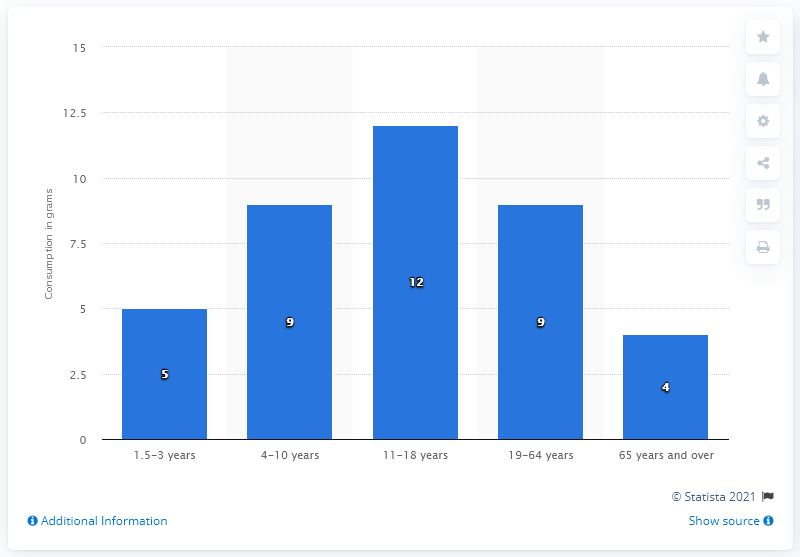 15
12.5
10
7.5
5
2.5
0
Consumption in grams
5
9
12
9
4
1.5–3 years
4–10 years
11–18 years
19–64 years
65 years and over
© Statista 2021
Additional Information
Show source